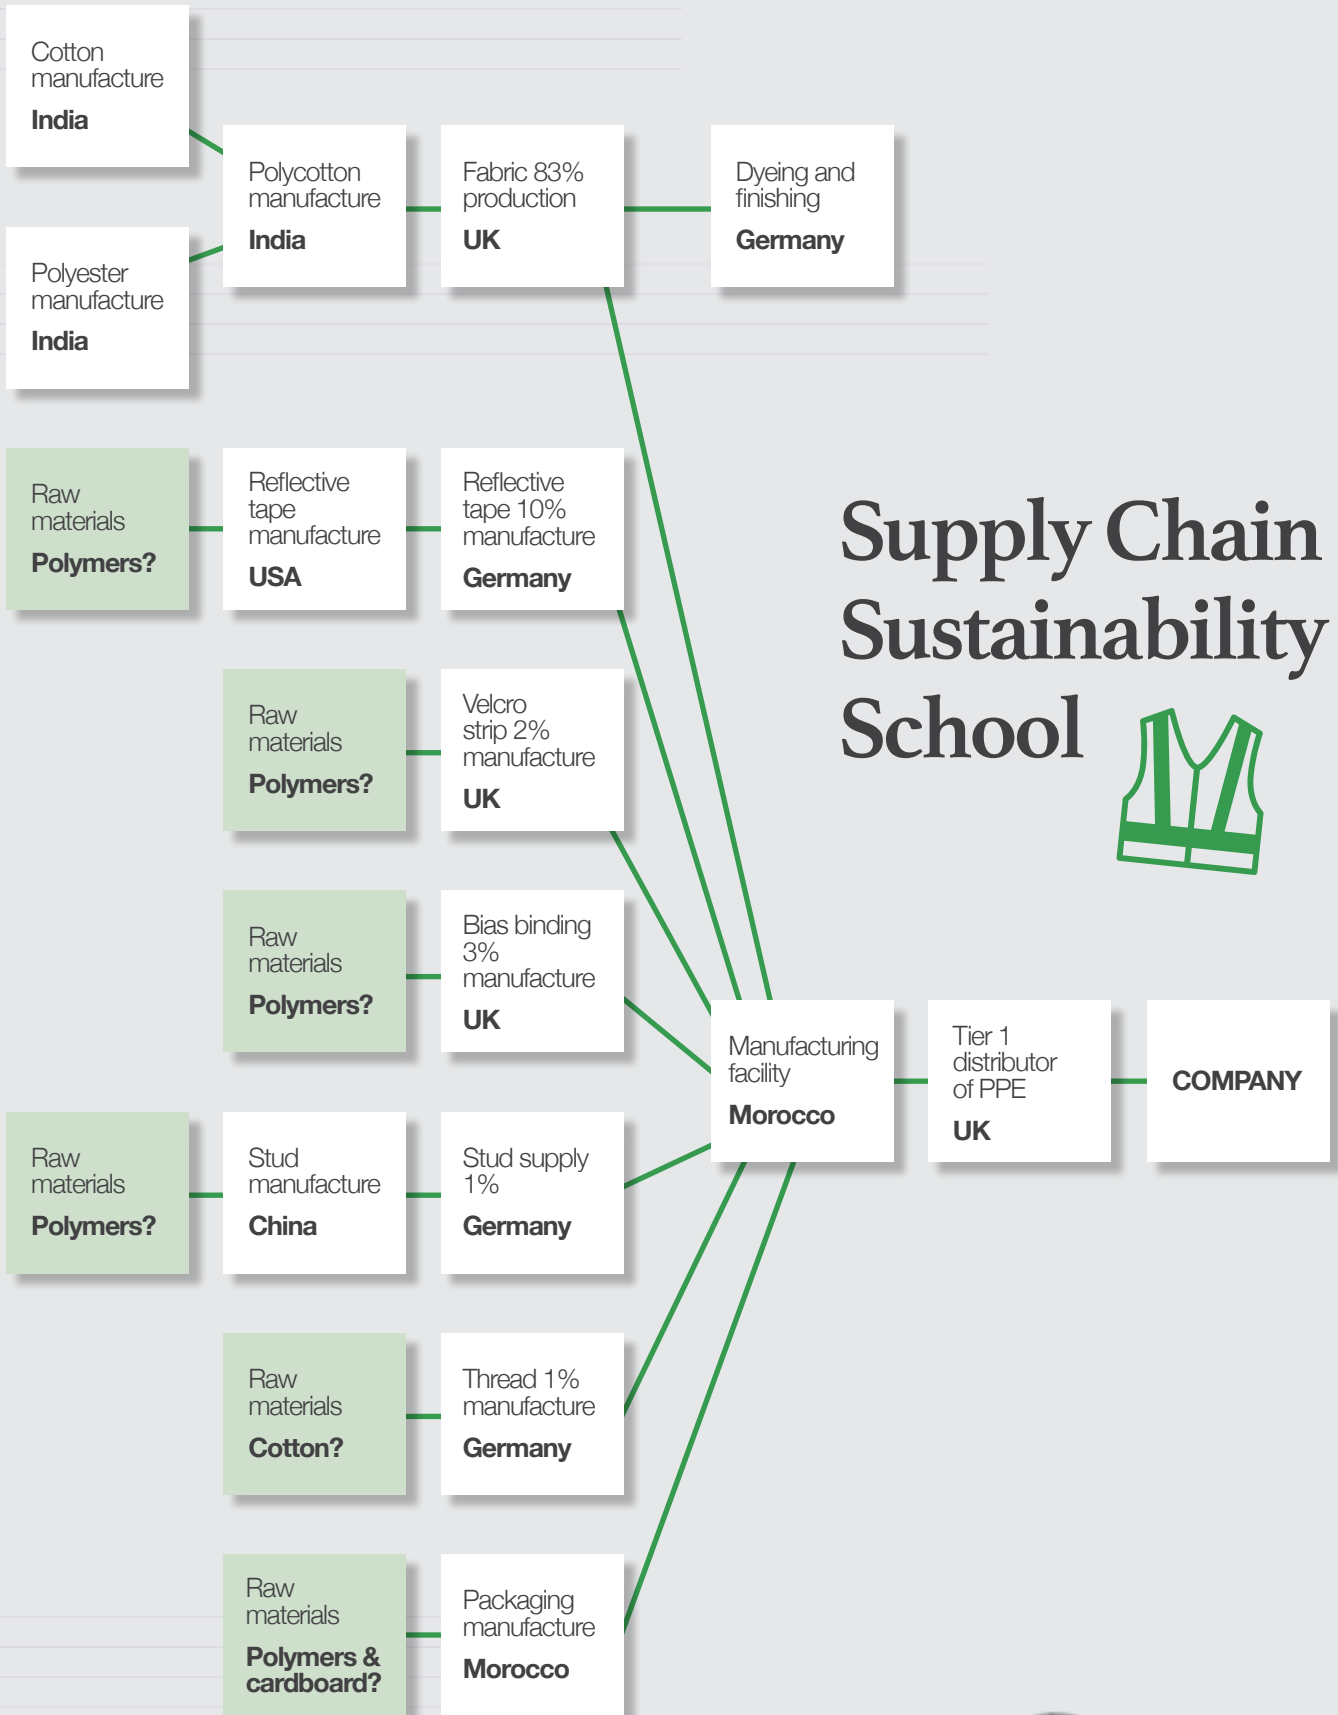 Cotton
manufacture
India
Polyester
manufacture
India
Polycotton
manufacture
India
Fabric 83%
production
UK
Dyeing and
finishing
Germany
Raw
materials
Polymers?
Reflective
tape
manufacture
USA
Reflective
tape 10%
manufacture
Germany
Supply Chain
Sustainability
School
Raw
materials
Polymers?
Velcro
strip 2%
manufacture
UK
Raw
materials
Polymers?
Bias binding
3%
manufacture
UK
Manufacturing
facility
Morocco
Tier 1
distributor
of PPE
UK
COMPANY
Raw
materials
Polymers?
Stud
manufacture
China
Stud supply
1%
Germany
Raw
materials
Cotton?
Thread 1%
manufacture
Germany
Raw
materials
Polymers &
cardboard?
Packaging
manufacture
Morocco